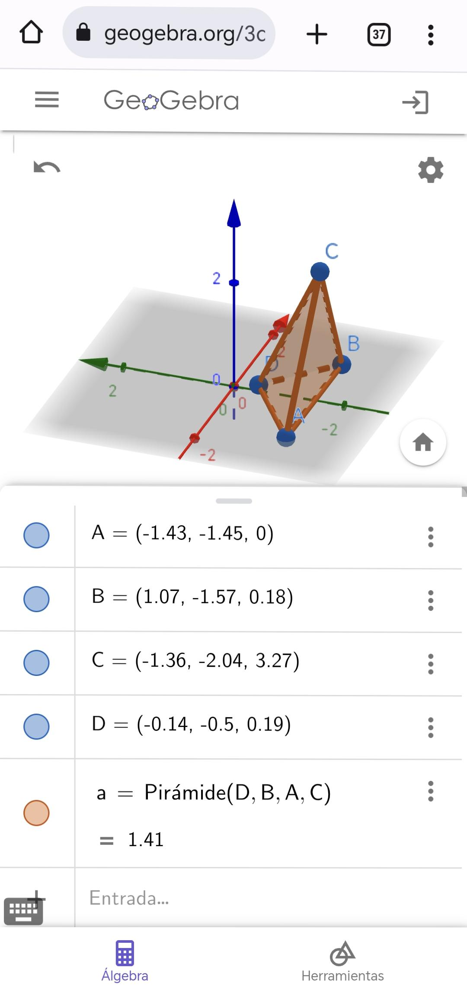 geogebra.org/3c
37
GeoGebra
C
2
B
D
2
0
2
0
0
A
-2
-2
A = (-1.43, -1.45, 0)
B = (1.07, -1.57, 0.18)
C = (-1.36, -2.04, 3.27)
D = (-0.14, -0.5, 0.19)
a = Pirámide(D, B, A, C)
= 1.41
Entrada...
Álgebra
Herramientas